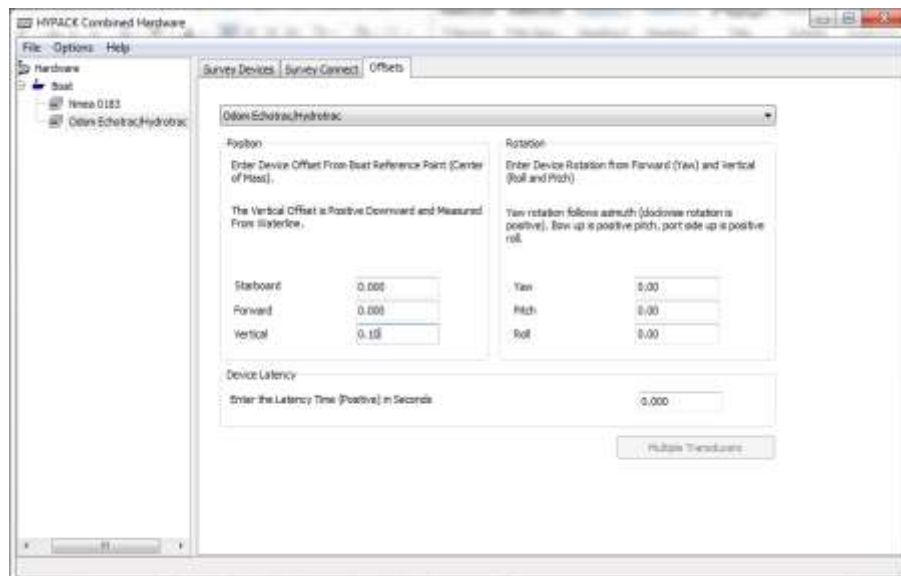 HYPACK Combined Hardware
File Options Help
Hardware
Boat
Nmea 0183
Odom Echotrac/Hydrotrac
Survey Devices Survey Connect Offsets
Odom Echotrac/Hydrotrac
Position
Enter Device Offset From Boat Reference Point (Center
of Mass).
The Vertical Offset is Positive Downward and Measured
From Waterline.
Starboard 0.000
Forward 0.000
Vertical 0.10
Rotation
Enter Device Rotation from Forward (Yaw) and Vertical
(Roll and Pitch)
Yaw rotation follows azimuth (clockwise rotation is
positive). Bow up is positive pitch, port side up is positive
roll.
Yaw 0.00
Pitch 0.00
Roll 0.00
Device Latency
Enter the Latency Time (Positive) in Seconds 0.000
Multiple Transducers